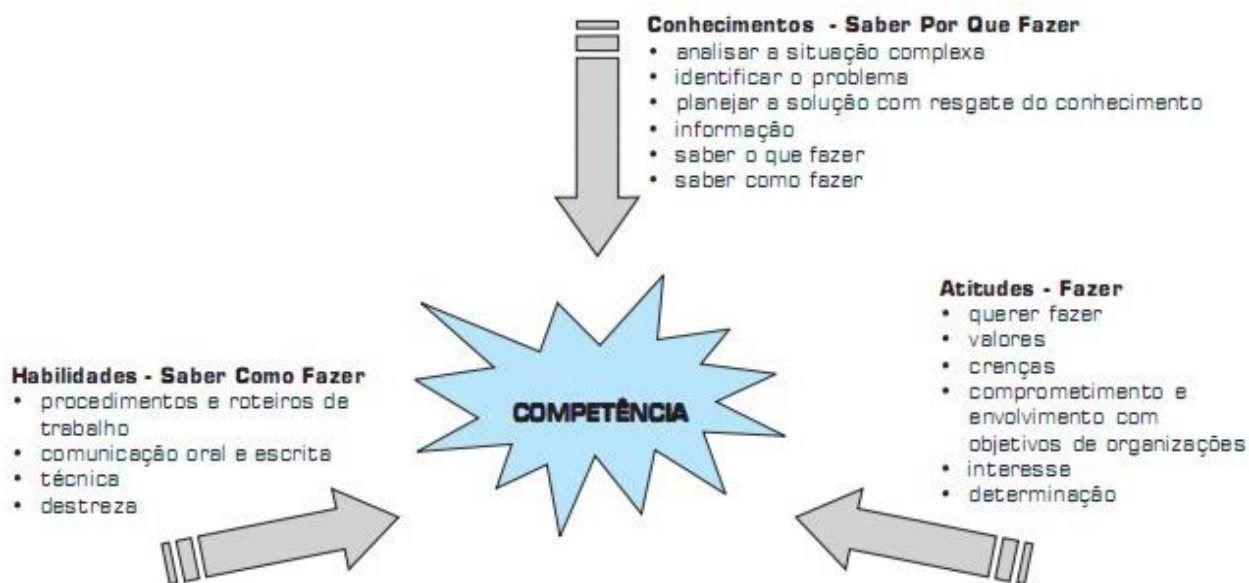 Conhecimentos - Saber Por Que Fazer
• analisar a situação complexa
• identificar o problema
• planejar a solução com resgate do conhecimento
• informação
• saber o que fazer
• saber como fazer
Atitudes - Fazer
• querer fazer
• valores
• crenças
• comprometimento e
envolvimento com
objetivos de organizações
• interesse
• determinação
Habilidades - Saber Como Fazer
• procedimentos e roteiros de
trabalho
• comunicação oral e escrita
• técnica
• destreza
COMPETÊNCIA